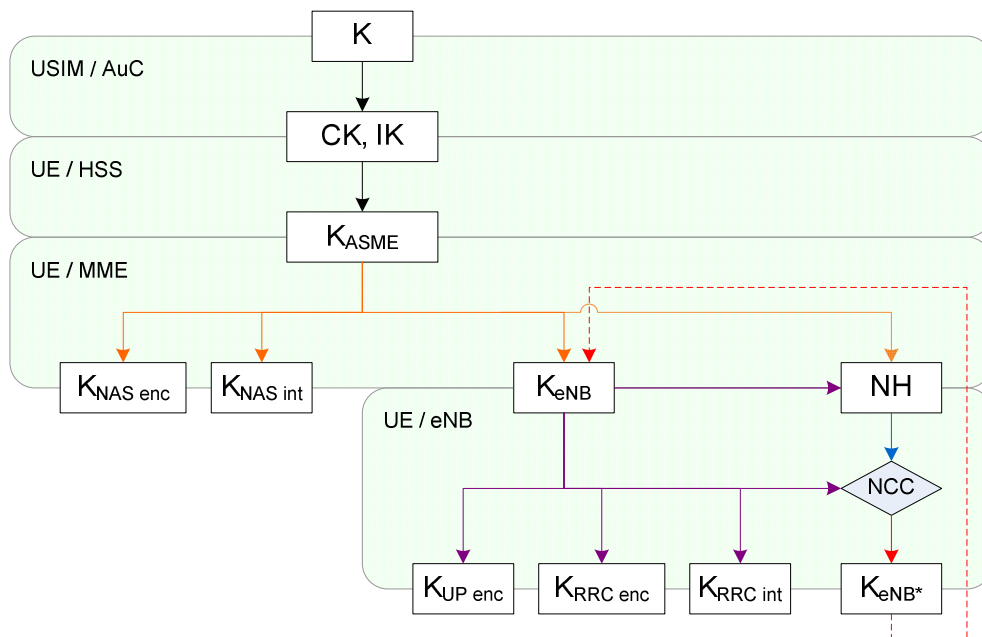 K
USIM / AuC
CK, IK
UE / HSS
KASME
UE / MME
KNAS enc
KNAS int
KeNB
NH
UE / eNB
NCC
KUP enc
KRRC enc
KRRC int
KeNB*